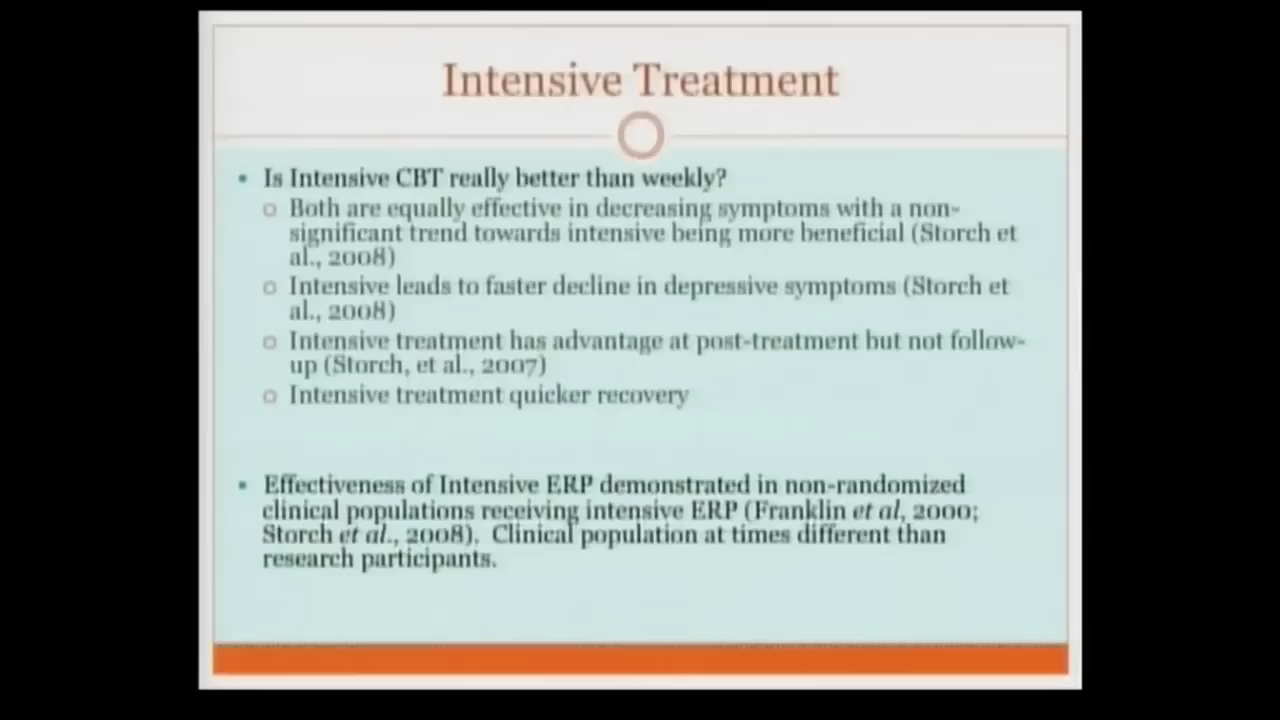 Intensive Treatment
• Is Intensive CBT really better than weekly?
o Both are equally effective in decreasing symptoms with a non-
significant trend towards intensive being more beneficial (Storch et
al., 2008)
o Intensive leads to faster decline in depressive symptoms (Storch et
al., 2008)
o Intensive treatment has advantage at post-treatment but not follow-
up (Storch, et al., 2007)
o Intensive treatment quicker recovery
• Effectiveness of Intensive ERP demonstrated in non-randomized
clinical populations receiving intensive ERP (Franklin et al, 2000;
Storch et al., 2008). Clinical population at times different than
research participants.